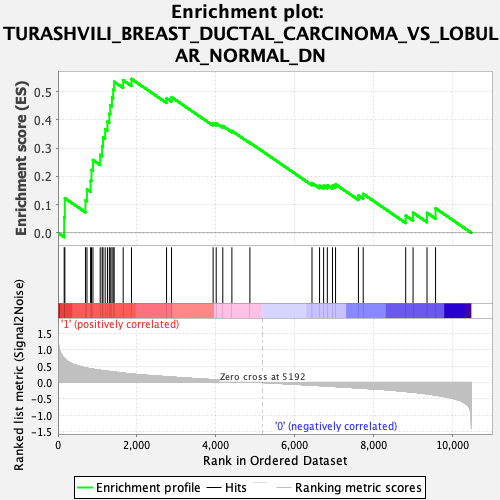 Enrichment plot:
TURASHVILI_BREAST_DUCTAL_CARCINOMA_VS_LOBUL
AR_NORMAL_DN
Enrichment score (ES)
0.5
0.4
0.3
0.2
0.1
0.0
'1' (positively correlated)
Ranked list metric (Signal2Noise)
1.5
1.0
0.5
0.0
-0.5
-1.0
-1.5
Zero cross at 5192
'0' (negatively correlated)
0
2,000
4,000
6,000
8,000
10,000
Rank in Ordered Dataset
Enrichment profile
Hits
Ranking metric scores